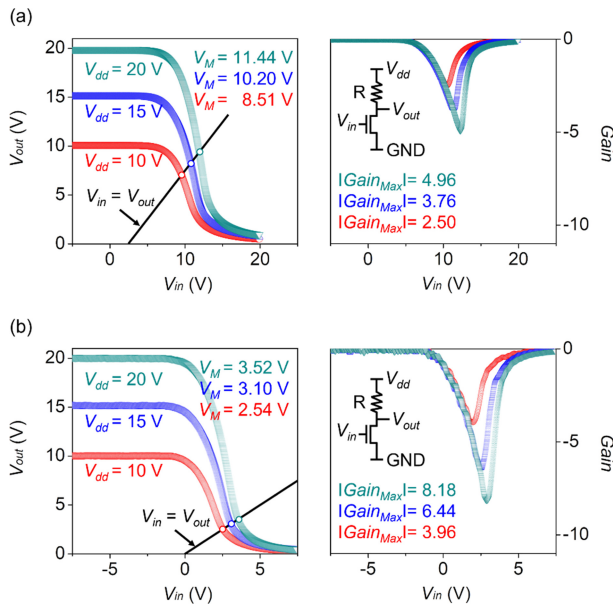 (a)
20
15
10
5
0
V_out (V)
V_dd = 20 V
V_dd = 15 V
V_dd = 10 V
V_M = 11.44 V
V_M = 10.20 V
V_M = 8.51 V
V_in = V_out
0
5
10
15
20
V_in (V)
V_dd
R
V_out
V_in
GND
|Gain_Max|= 4.96
|Gain_Max|= 3.76
|Gain_Max|= 2.50
0
-5
-10
Gain
0
5
10
15
20
V_in (V)
(b)
20
15
10
5
0
V_out (V)
V_dd = 20 V
V_dd = 15 V
V_dd = 10 V
V_M = 3.52 V
V_M = 3.10 V
V_M = 2.54 V
V_in = V_out
-5
0
5
V_in (V)
V_dd
R
V_out
V_in
GND
|Gain_Max|= 8.18
|Gain_Max|= 6.44
|Gain_Max|= 3.96
0
-5
-10
Gain
-5
0
5
V_in (V)